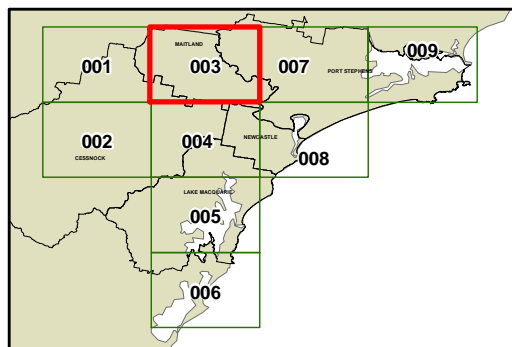 009
MAITLAND
001
003
007
PORT STEPHENS
002
004
NEWCASTLE
CESSNOCK
008
LAKE MACQUARIE
005
006